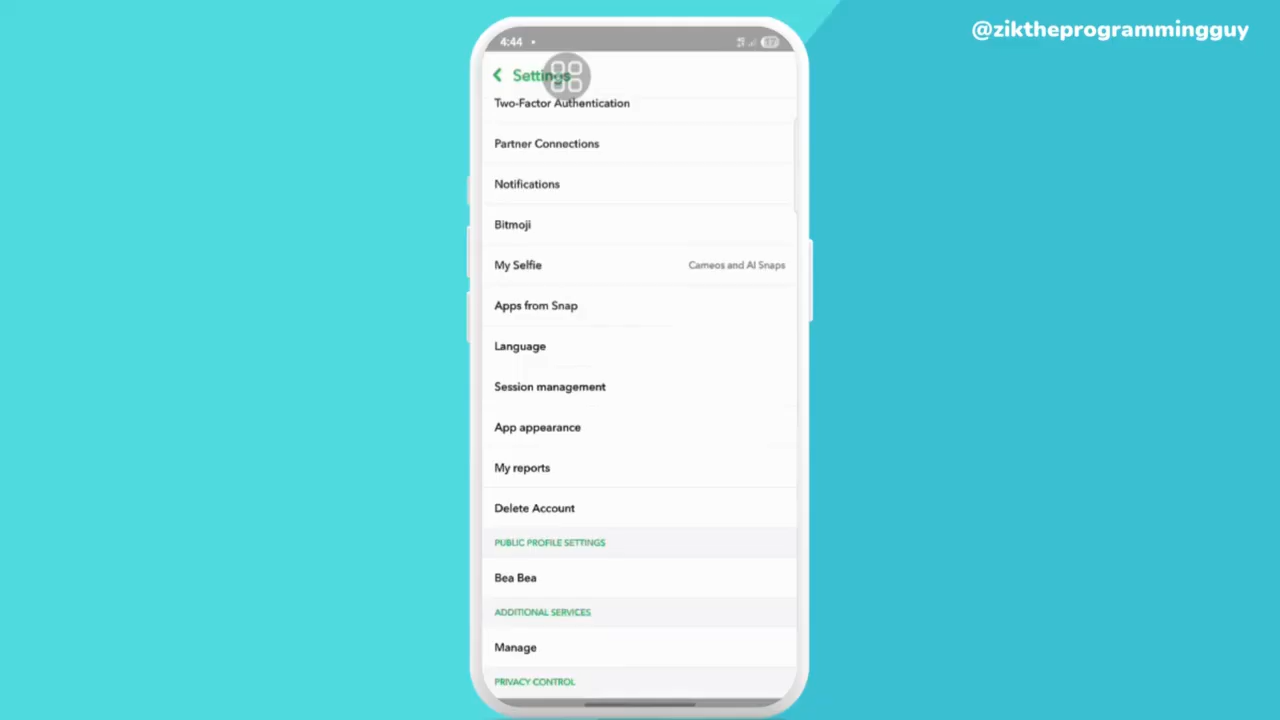 @ziktheprogrammingguy
4:44
Settings
Two-Factor Authentication
Partner Connections
Notifications
Bitmoji
My Selfie
Cameos and AI Snaps
Apps from Snap
Language
Session management
App appearance
My reports
Delete Account
PUBLIC PROFILE SETTINGS
Bea Bea
ADDITIONAL SERVICES
Manage
PRIVACY CONTROL